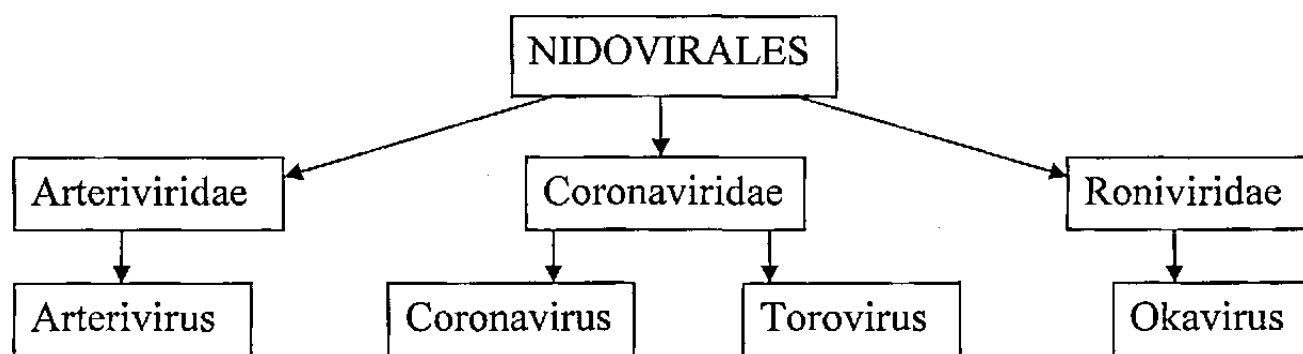 NIDOVIRALES
Arteriviridae
Coronaviridae
Roniviridae
Arterivirus
Coronavirus
Torovirus
Okavirus